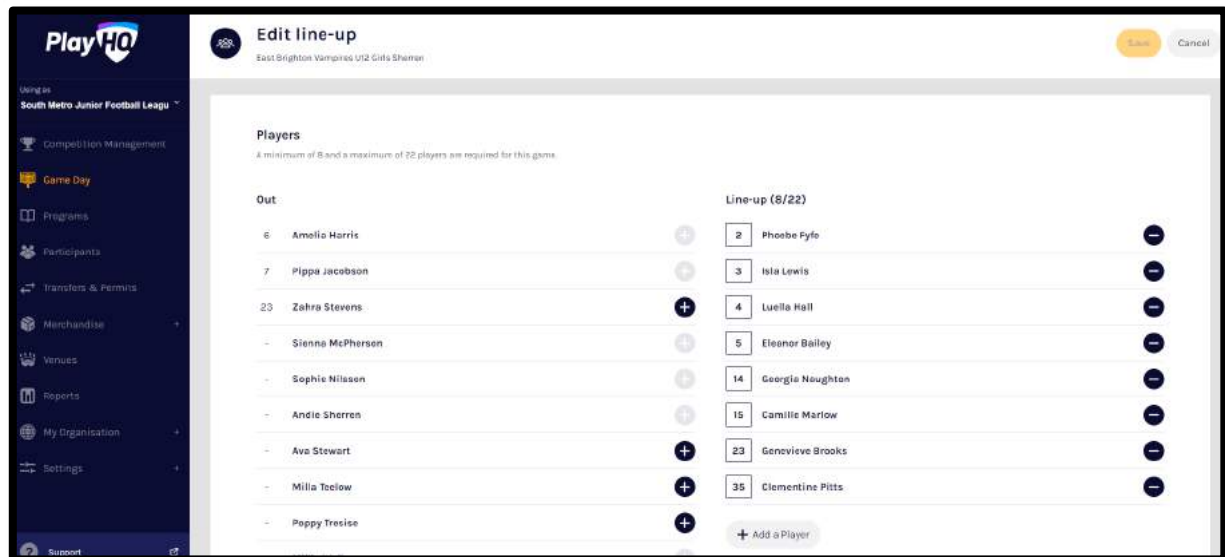 PlayHQ
Edit line-up
East Brighton Vampires U12 Girls Sherren
Save
Cancel
Using as
South Metro Junior Football Leagu
Competition Management
Game Day
Programs
Participants
Transfers & Permits
Merchandise +
Venues
Reports
My Organisation +
Settings +
? Support
Players
A minimum of 8 and a maximum of 22 players are required for this game.
Out
6 Amelia Harris +
7 Pippa Jacobson +
23 Zahra Stevens +
- Sienna McPherson +
- Sophie Nilsson +
- Andie Sherren +
- Ava Stewart +
- Milla Teelow +
- Poppy Tresise +
Line-up (8/22)
2 Phoebe Fyfe −
3 Isla Lewis −
4 Luella Hall −
5 Eleanor Bailey −
14 Georgia Naughton −
15 Camille Marlow −
23 Genevieve Brooks −
35 Clementine Pitts −
+ Add a Player